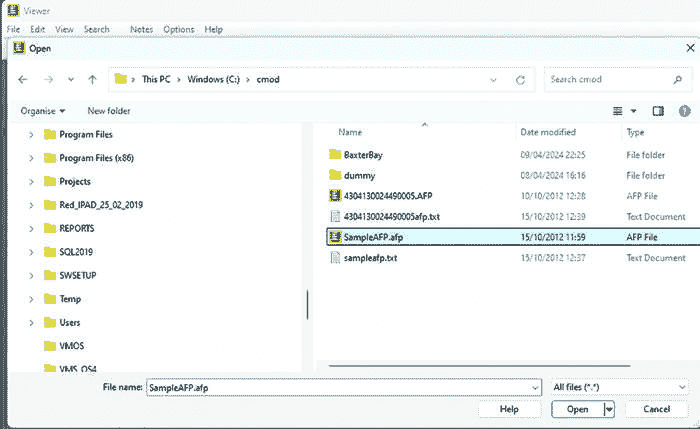 Viewer
File Edit View Search Notes Options Help
Open
This PC > Windows (C:) > cmod
Search cmod
Organise New folder
Name Date modified Type
Program Files
Program Files (x86)
Projects
Red_IPAD_25_02_2019
REPORTS
SQL2019
SWSETUP
Temp
Users
VMOS
VMS_OS4
BaxterBay 09/04/2024 22:25 File folder
dummy 08/04/2024 16:16 File folder
4304130024490005.AFP 10/10/2012 12:28 AFP File
4304130024490005afp.txt 15/10/2012 12:39 Text Document
SampleAFP.afp 15/10/2012 11:59 AFP File
sampleafp.txt 15/10/2012 12:37 Text Document
File name: SampleAFP.afp All files (*.*)
Help Open Cancel